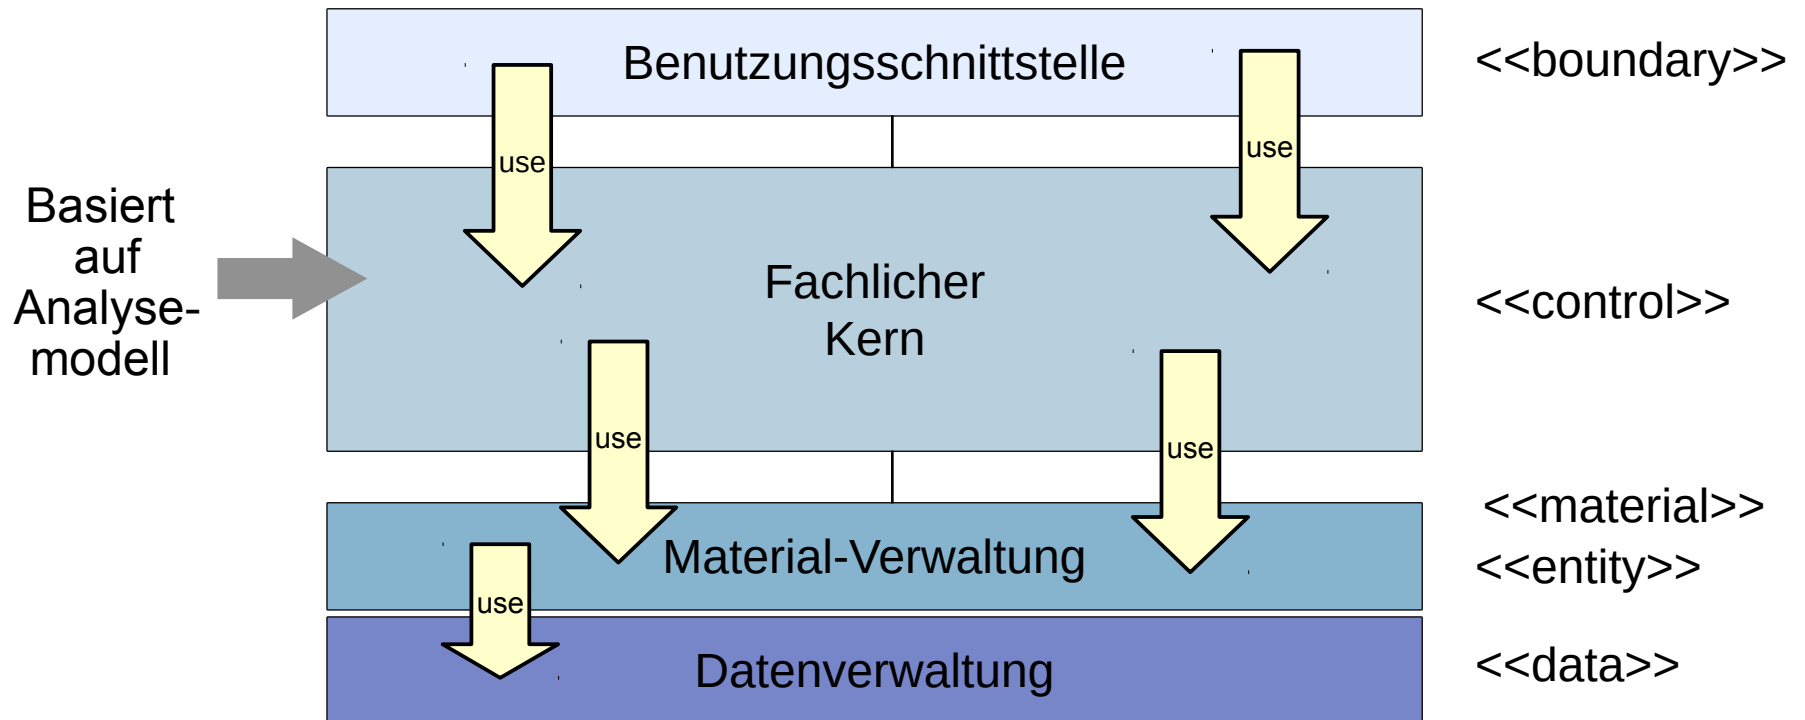 Benutzungsschnittstelle
<<boundary>>
use
use
Basiert
auf
Analyse-
modell
Fachlicher
Kern
<<control>>
use
use
<<material>>
Material-Verwaltung
<<entity>>
use
Datenverwaltung
<<data>>